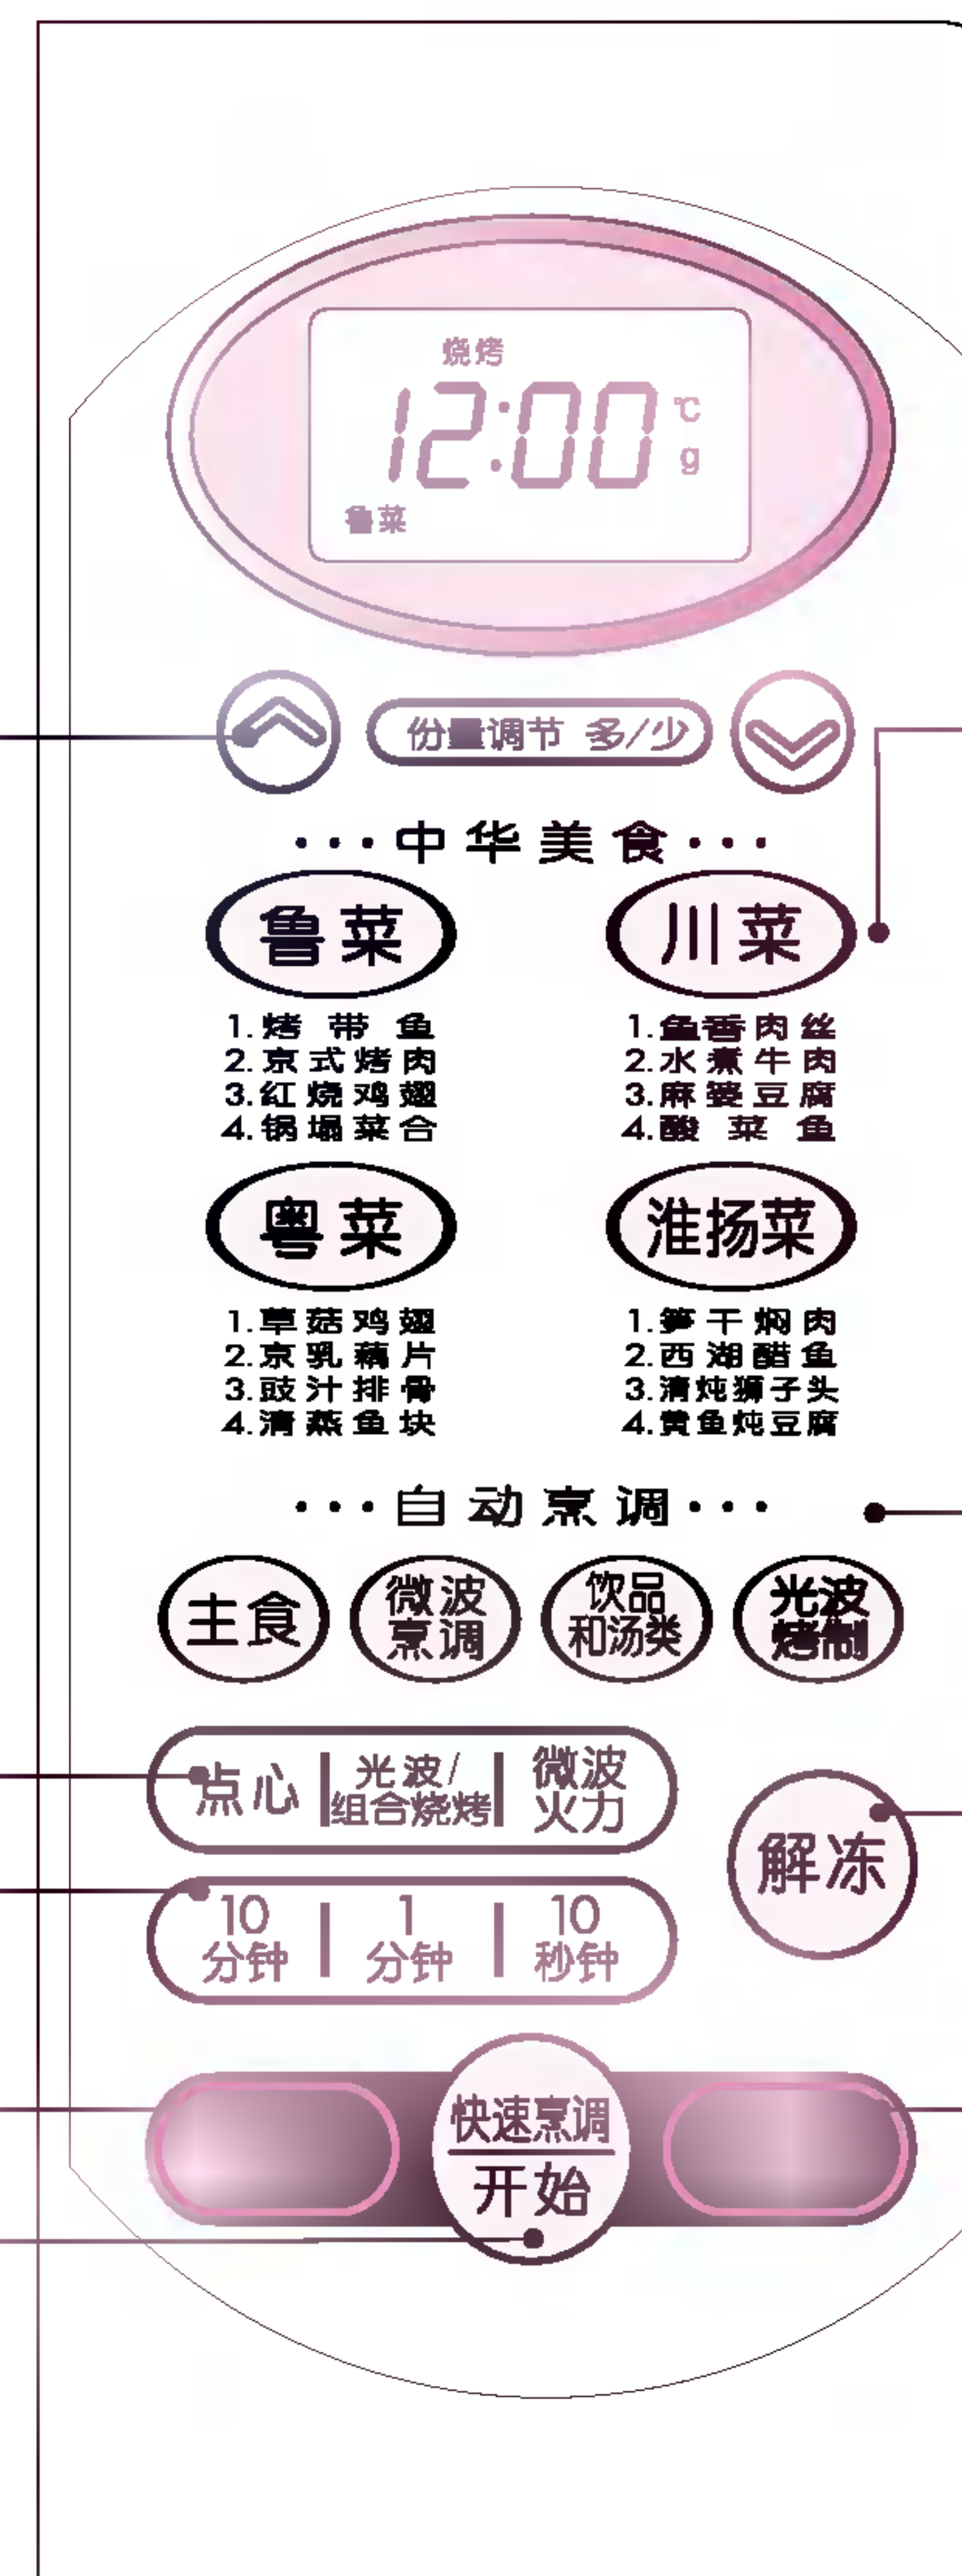 烧烤
12:00 ℃
g
鲁菜
份量调节 多/少
···中华美食···
鲁菜 川菜
1.烤带鱼 1.鱼香肉丝
2.京式烤肉 2.水煮牛肉
3.红烧鸡翅 3.麻婆豆腐
4.锅塌菜合 4.酸菜鱼
粤菜 淮扬菜
1.草菇鸡翅 1.笋干焖肉
2.京乳藕片 2.西湖醋鱼
3.豉汁排骨 3.清炖狮子头
4.清蒸鱼块 4.黄鱼炖豆腐
···自动烹调···
主食 微波 饮品 光波
烹调 和汤类 烤制
点心 光波/ 微波
组合烧烤 火力
解冻
10 1 10
分钟 分钟 秒钟
快速烹调
开始